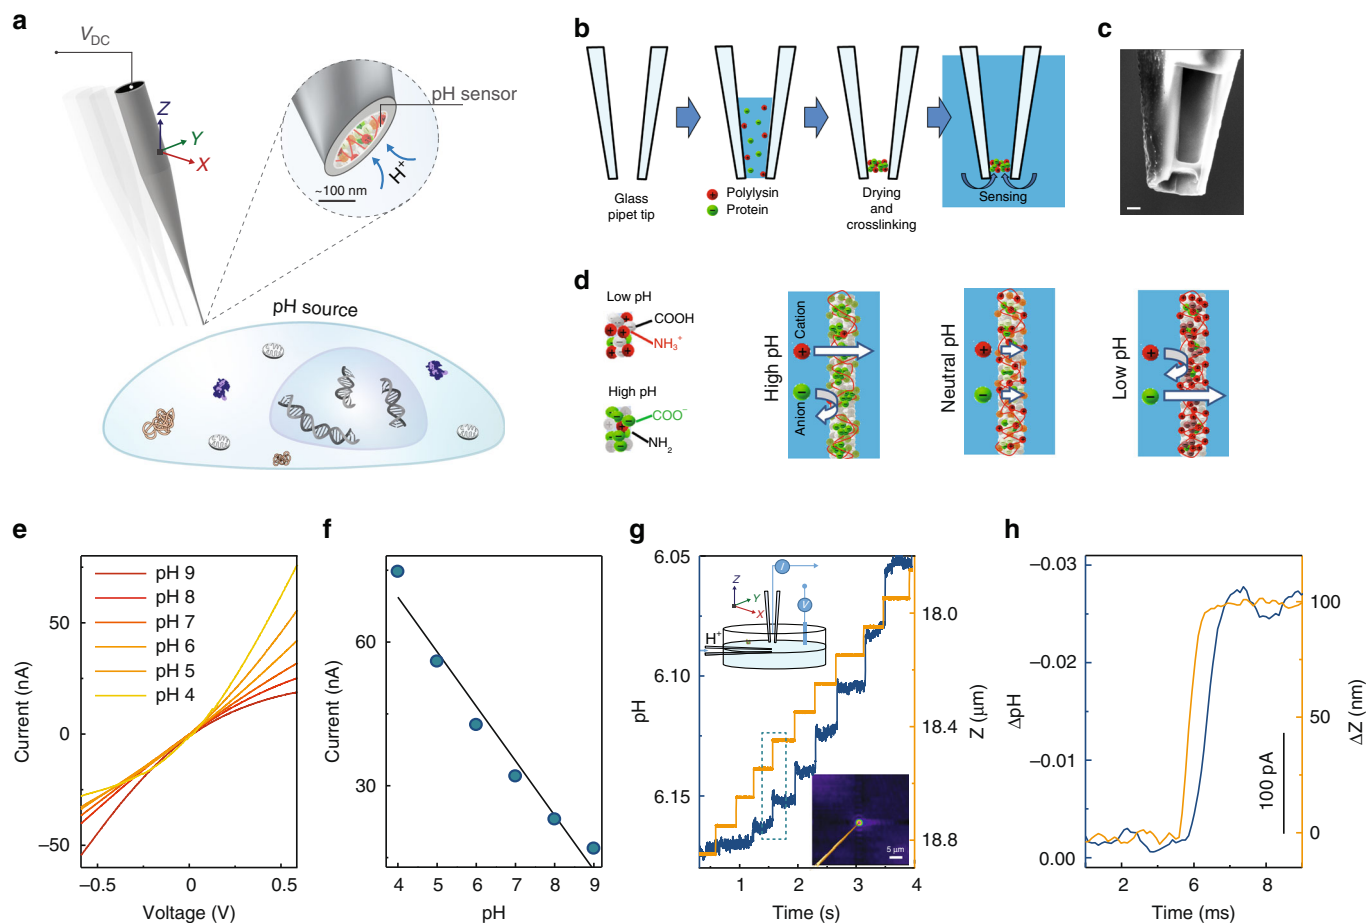 a
V_DC
Z
Y
X
pH sensor
H⁺
~100 nm
pH source
b
Glass
pipet tip
Polylysin
Protein
Drying
and
crosslinking
Sensing
c
d
Low pH
COOH
NH₃⁺
High pH
COO⁻
NH₂
High pH
Cation
Anion
Neutral pH
Low pH
e
pH 9
pH 8
pH 7
pH 6
pH 5
pH 4
50
0
−50
Current (nA)
−0.5
0
0.5
Voltage (V)
f
60
30
Current (nA)
4 5 6 7 8 9
pH
g
6.05
6.10
6.15
pH
Z
Y
X
H⁺
I
V
5 µm
18.0
18.4
18.8
Z (µm)
1 2 3 4
Time (s)
h
−0.03
−0.02
−0.01
0.00
ΔpH
100 pA
100
50
0
ΔZ (nm)
2 4 6 8
Time (ms)